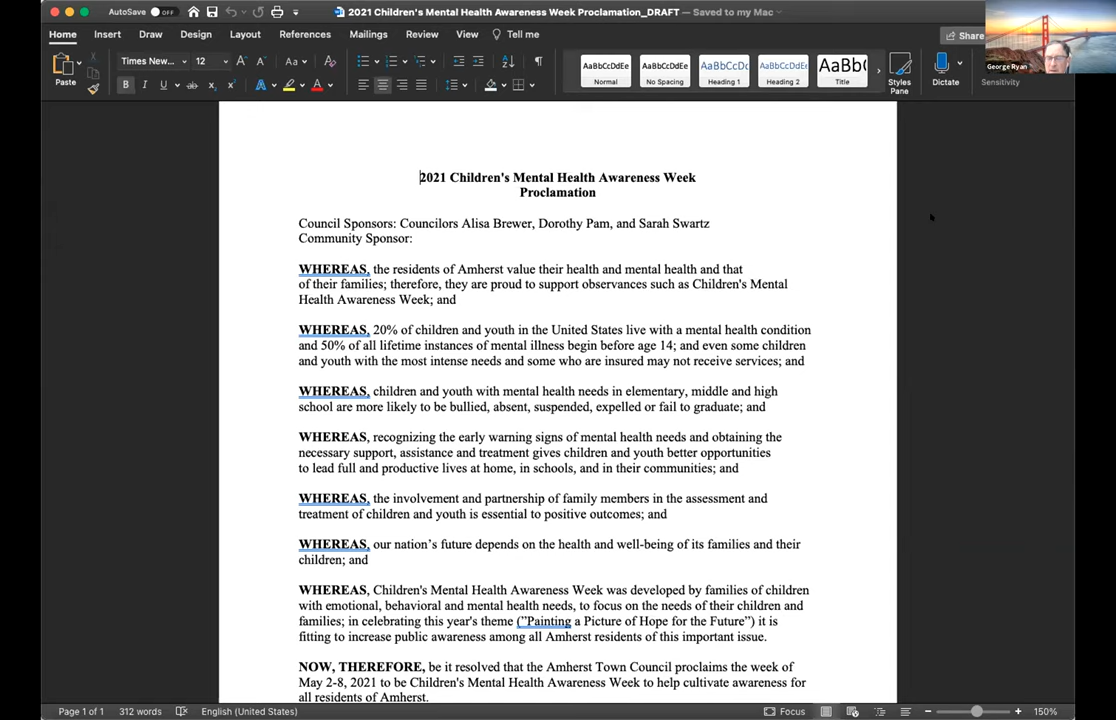 AutoSave OFF
2021 Children's Mental Health Awareness Week Proclamation_DRAFT — Saved to my Mac
Home Insert Draw Design Layout References Mailings Review View Tell me Share
George Ryan
Paste
Times New... 12 Aa
B I U ab x₂ x² A A
AaBbCcDdEe AaBbCcDdEe AaBbCcDc AaBbCcDdEe AaBb(
Normal No Spacing Heading 1 Heading 2 Title
Styles Pane
Dictate
Sensitivity
2021 Children's Mental Health Awareness Week
Proclamation
Council Sponsors: Councilors Alisa Brewer, Dorothy Pam, and Sarah Swartz
Community Sponsor:
WHEREAS, the residents of Amherst value their health and mental health and that
of their families; therefore, they are proud to support observances such as Children's Mental
Health Awareness Week; and
WHEREAS, 20% of children and youth in the United States live with a mental health condition
and 50% of all lifetime instances of mental illness begin before age 14; and even some children
and youth with the most intense needs and some who are insured may not receive services; and
WHEREAS, children and youth with mental health needs in elementary, middle and high
school are more likely to be bullied, absent, suspended, expelled or fail to graduate; and
WHEREAS, recognizing the early warning signs of mental health needs and obtaining the
necessary support, assistance and treatment gives children and youth better opportunities
to lead full and productive lives at home, in schools, and in their communities; and
WHEREAS, the involvement and partnership of family members in the assessment and
treatment of children and youth is essential to positive outcomes; and
WHEREAS, our nation's future depends on the health and well-being of its families and their
children; and
WHEREAS, Children's Mental Health Awareness Week was developed by families of children
with emotional, behavioral and mental health needs, to focus on the needs of their children and
families; in celebrating this year's theme (”Painting a Picture of Hope for the Future”) it is
fitting to increase public awareness among all Amherst residents of this important issue.
NOW, THEREFORE, be it resolved that the Amherst Town Council proclaims the week of
May 2-8, 2021 to be Children's Mental Health Awareness Week to help cultivate awareness for
all residents of Amherst.
Page 1 of 1 312 words English (United States) Focus 150%